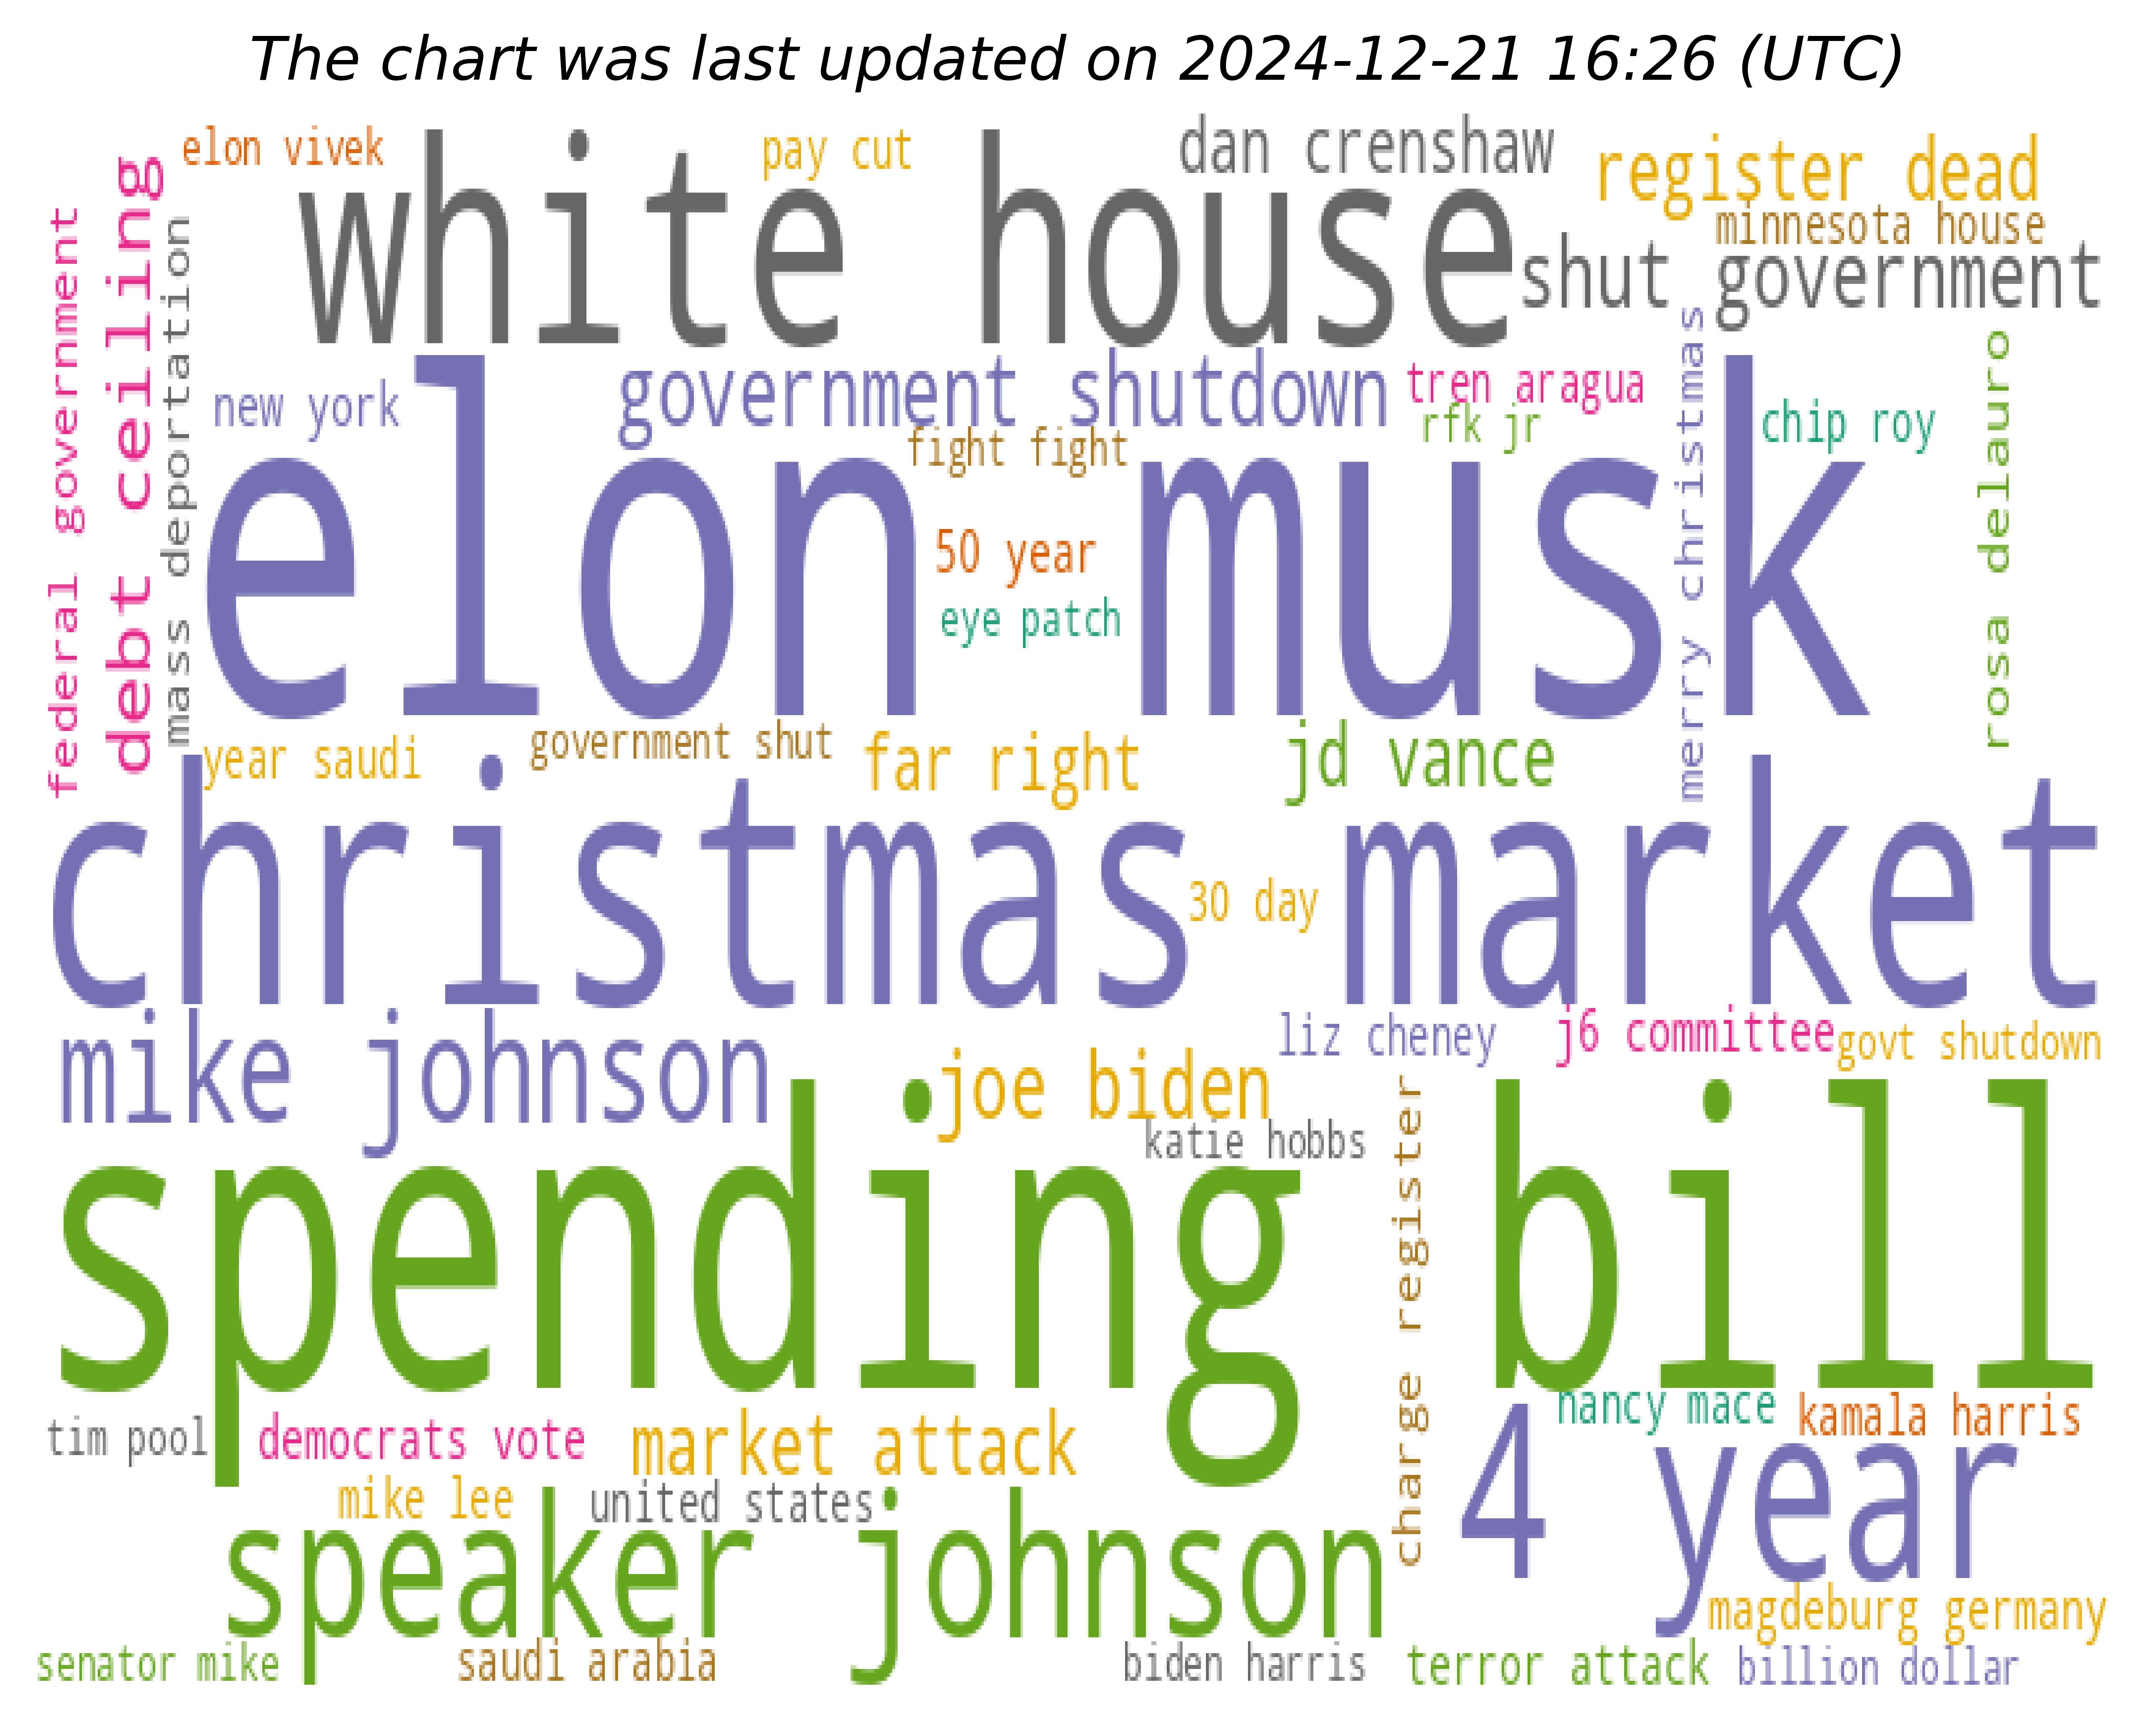 The chart was last updated on 2024-12-21 16:26 (UTC)
elon vivek
pay cut
dan crenshaw
register dead
white house
minnesota house
shut government
federal government
debt ceiling
mass deportation
new york
government shutdown
tren aragua
rfk jr
chip roy
merry christmas
rosa delauro
fight fight
elon musk
50 year
eye patch
year saudi
government shut
far right
jd vance
christmas market
30 day
mike johnson
joe biden
liz cheney
j6 committee
govt shutdown
katie hobbs
spending bill
charge register
tim pool
democrats vote
market attack
nancy mace
kamala harris
4 year
mike lee
united states
speaker johnson
magdeburg germany
senator mike
saudi arabia
biden harris
terror attack
billion dollar